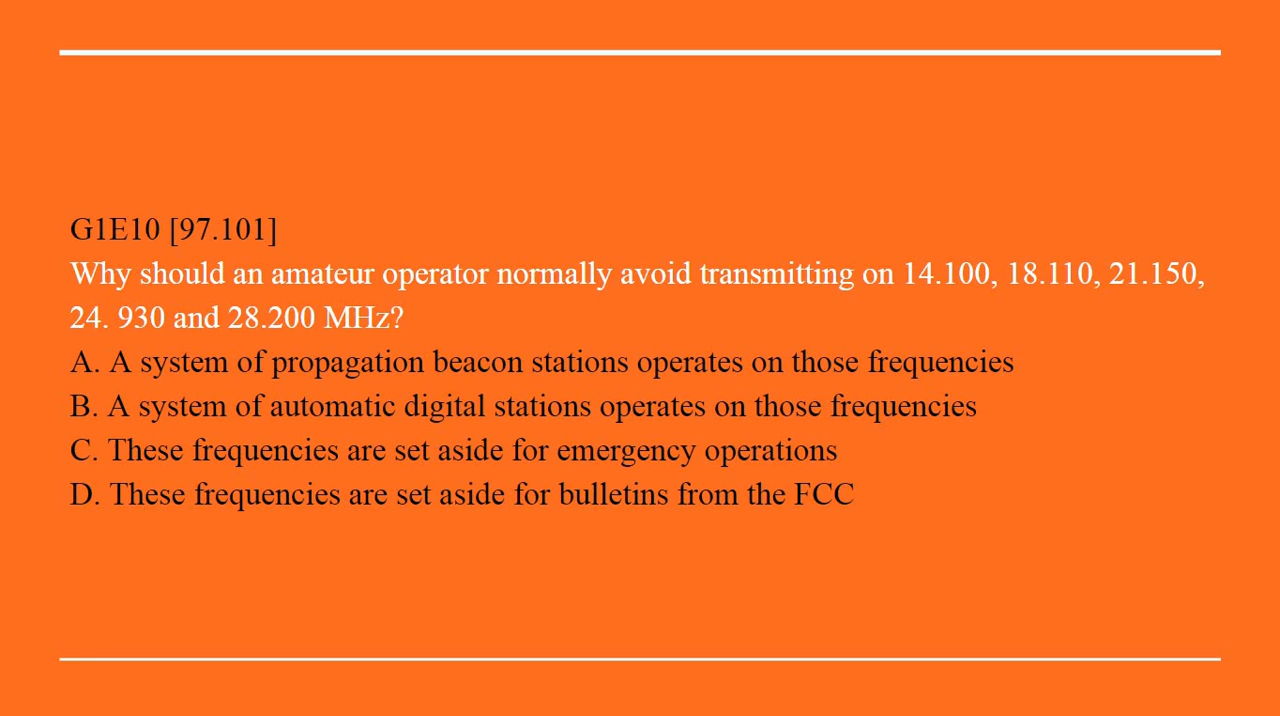 G1E10 [97.101]
Why should an amateur operator normally avoid transmitting on 14.100, 18.110, 21.150,
24. 930 and 28.200 MHz?
A. A system of propagation beacon stations operates on those frequencies
B. A system of automatic digital stations operates on those frequencies
C. These frequencies are set aside for emergency operations
D. These frequencies are set aside for bulletins from the FCC